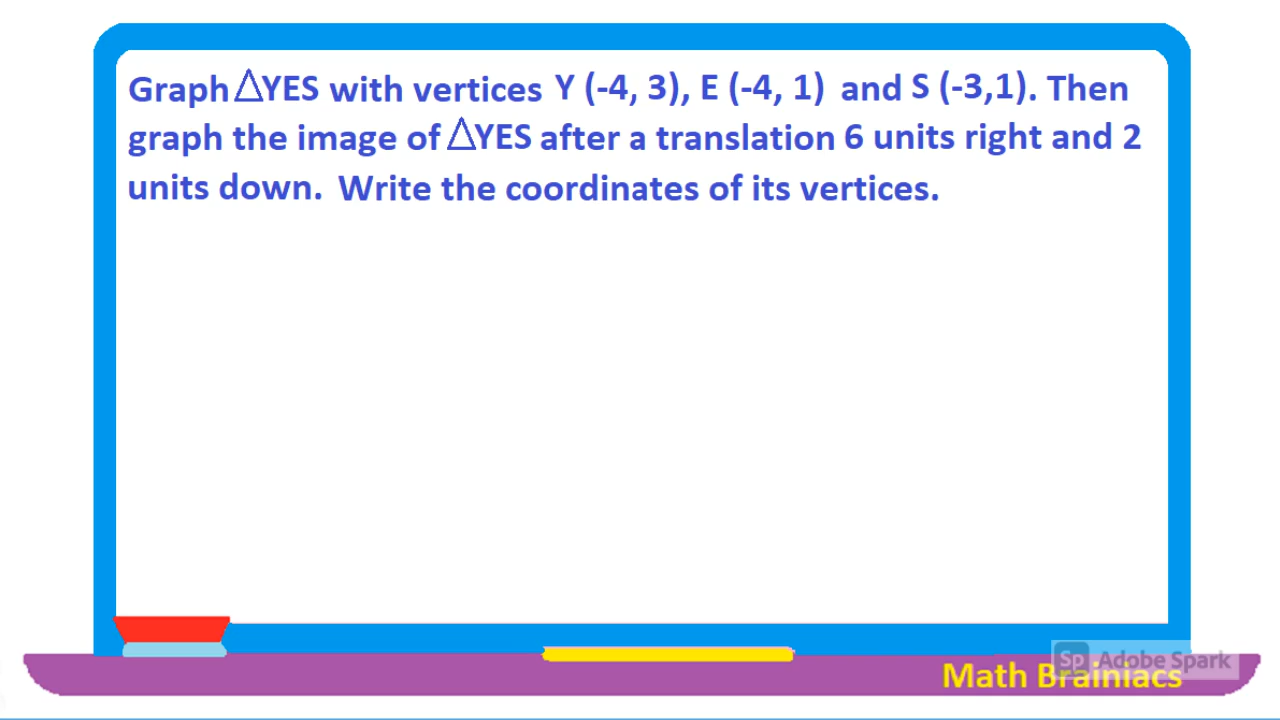 Graph △YES with vertices Y (-4, 3), E (-4, 1) and S (-3,1). Then
graph the image of △YES after a translation 6 units right and 2
units down. Write the coordinates of its vertices.
Sp Adobe Spark
Math Brainiacs